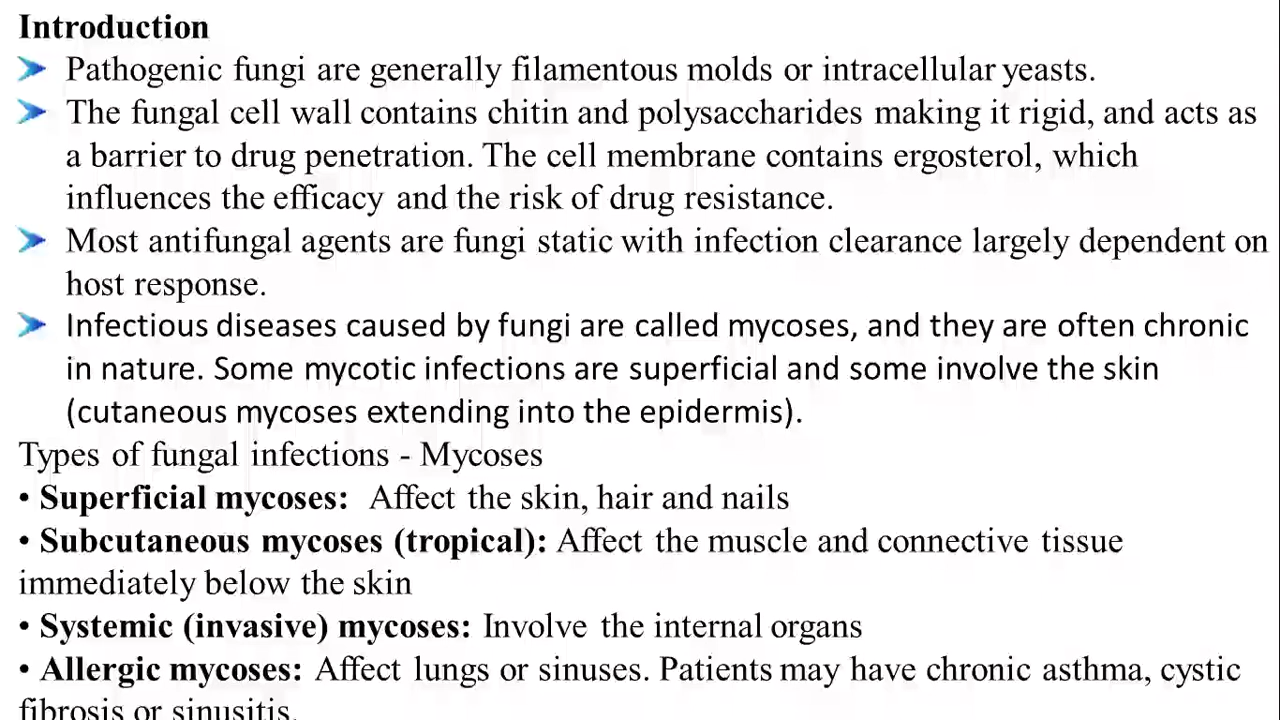 Introduction
Pathogenic fungi are generally filamentous molds or intracellular yeasts.
The fungal cell wall contains chitin and polysaccharides making it rigid, and acts as
a barrier to drug penetration. The cell membrane contains ergosterol, which
influences the efficacy and the risk of drug resistance.
Most antifungal agents are fungi static with infection clearance largely dependent on
host response.
Infectious diseases caused by fungi are called mycoses, and they are often chronic
in nature. Some mycotic infections are superficial and some involve the skin
(cutaneous mycoses extending into the epidermis).
Types of fungal infections - Mycoses
• Superficial mycoses: Affect the skin, hair and nails
• Subcutaneous mycoses (tropical): Affect the muscle and connective tissue
immediately below the skin
• Systemic (invasive) mycoses: Involve the internal organs
• Allergic mycoses: Affect lungs or sinuses. Patients may have chronic asthma, cystic
fibrosis or sinusitis.